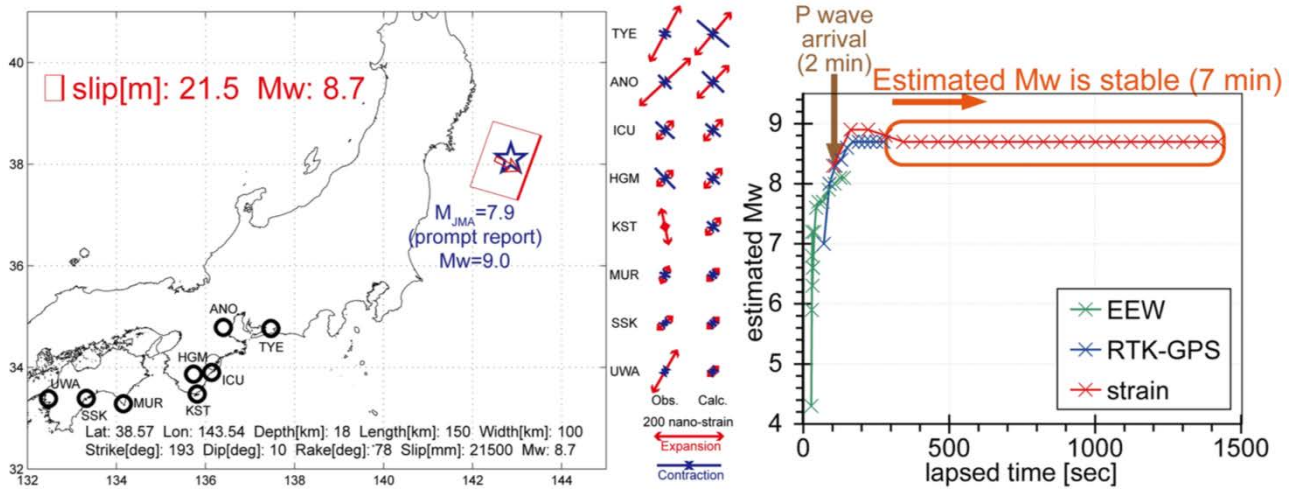 slip[m]: 21.5 Mw: 8.7
40
38
36
34
32
132
134
136
138
140
142
144
M_JMA=7.9
(prompt report)
Mw=9.0
ANO
TYE
HGM
ICU
UWA
SSK
MUR
KST
Lat: 38.57 Lon: 143.54 Depth[km]: 18 Length[km]: 150 Width[km]: 100
Strike[deg]: 193 Dip[deg]: 10 Rake[deg]:78 Slip[mm]: 21500 Mw: 8.7
TYE
ANO
ICU
HGM
KST
MUR
SSK
UWA
Obs. Calc.
200 nano-strain
Expansion
Contraction
P wave
arrival
(2 min)
Estimated Mw is stable (7 min)
estimated Mw
9
8
7
6
5
4
0
500
1000
1500
lapsed time [sec]
EEW
RTK-GPS
strain